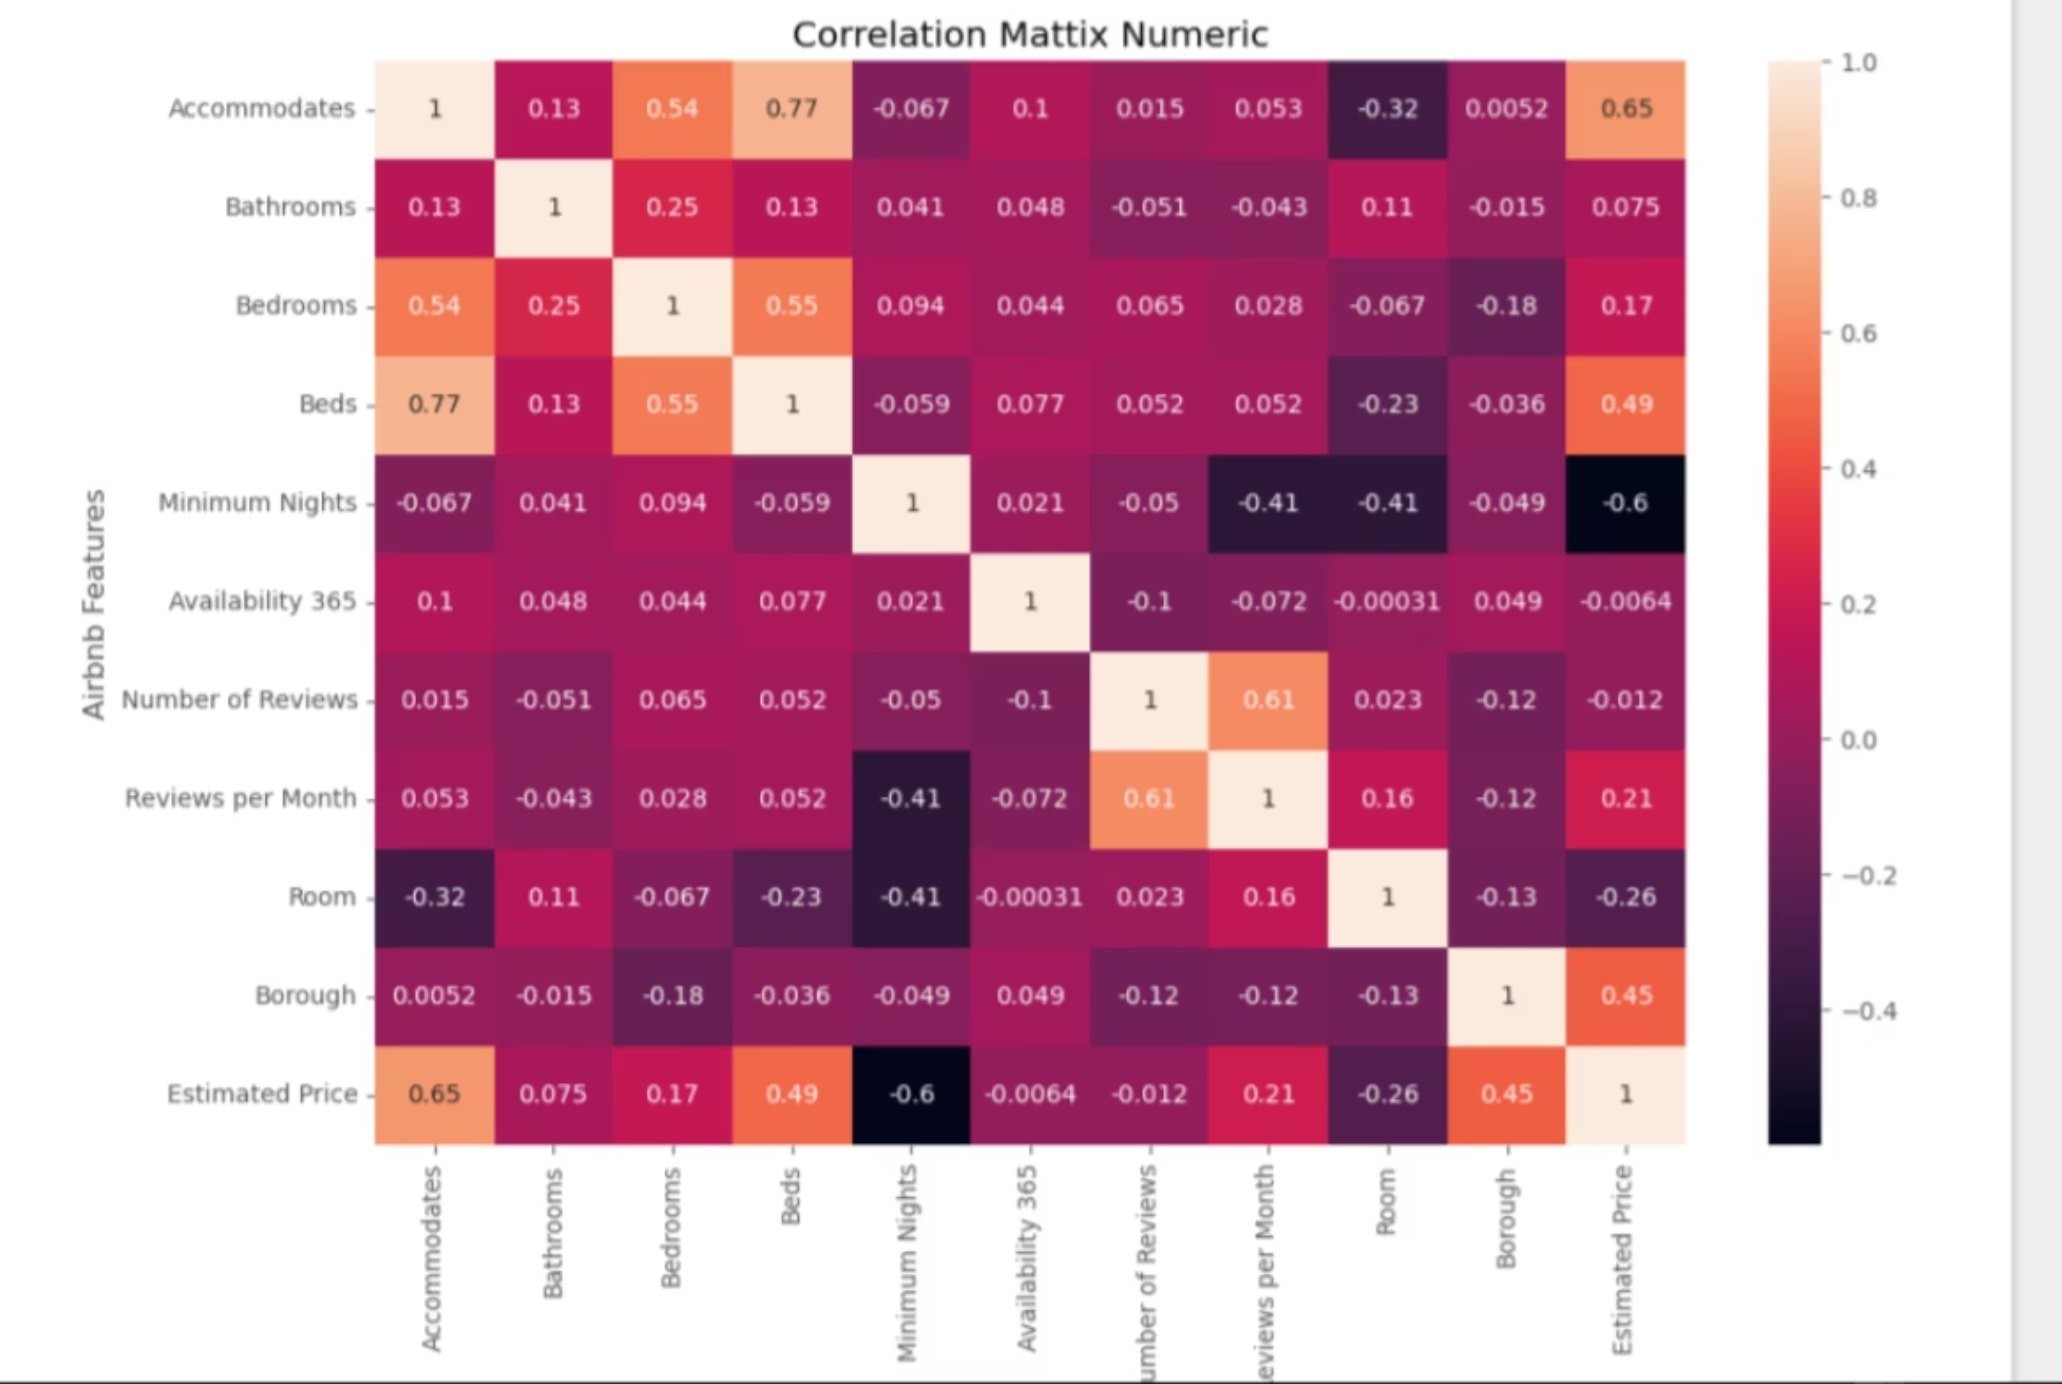 Correlation Mattix Numeric
Accommodates 1 0.13 0.54 0.77 -0.067 0.1 0.015 0.053 -0.32 0.0052 0.65
Bathrooms 0.13 1 0.25 0.13 0.041 0.048 -0.051 -0.043 0.11 -0.015 0.075
Bedrooms 0.54 0.25 1 0.55 0.094 0.044 0.065 0.028 -0.067 -0.18 0.17
Beds 0.77 0.13 0.55 1 -0.059 0.077 0.052 0.052 -0.23 -0.036 0.49
Minimum Nights -0.067 0.041 0.094 -0.059 1 0.021 -0.05 -0.41 -0.41 -0.049 -0.6
Availability 365 0.1 0.048 0.044 0.077 0.021 1 -0.1 -0.072 -0.00031 0.049 -0.0064
Number of Reviews 0.015 -0.051 0.065 0.052 -0.05 -0.1 1 0.61 0.023 -0.12 -0.012
Reviews per Month 0.053 -0.043 0.028 0.052 -0.41 -0.072 0.61 1 0.16 -0.12 0.21
Room -0.32 0.11 -0.067 -0.23 -0.41 -0.00031 0.023 0.16 1 -0.13 -0.26
Borough 0.0052 -0.015 -0.18 -0.036 -0.049 0.049 -0.12 -0.12 -0.13 1 0.45
Estimated Price 0.65 0.075 0.17 0.49 -0.6 -0.0064 -0.012 0.21 -0.26 0.45 1
Airbnb Features
Accommodates
Bathrooms
Bedrooms
Beds
Minimum Nights
Availability 365
umber of Reviews
eviews per Month
Room
Borough
Estimated Price
1.0
0.8
0.6
0.4
0.2
0.0
−0.2
−0.4